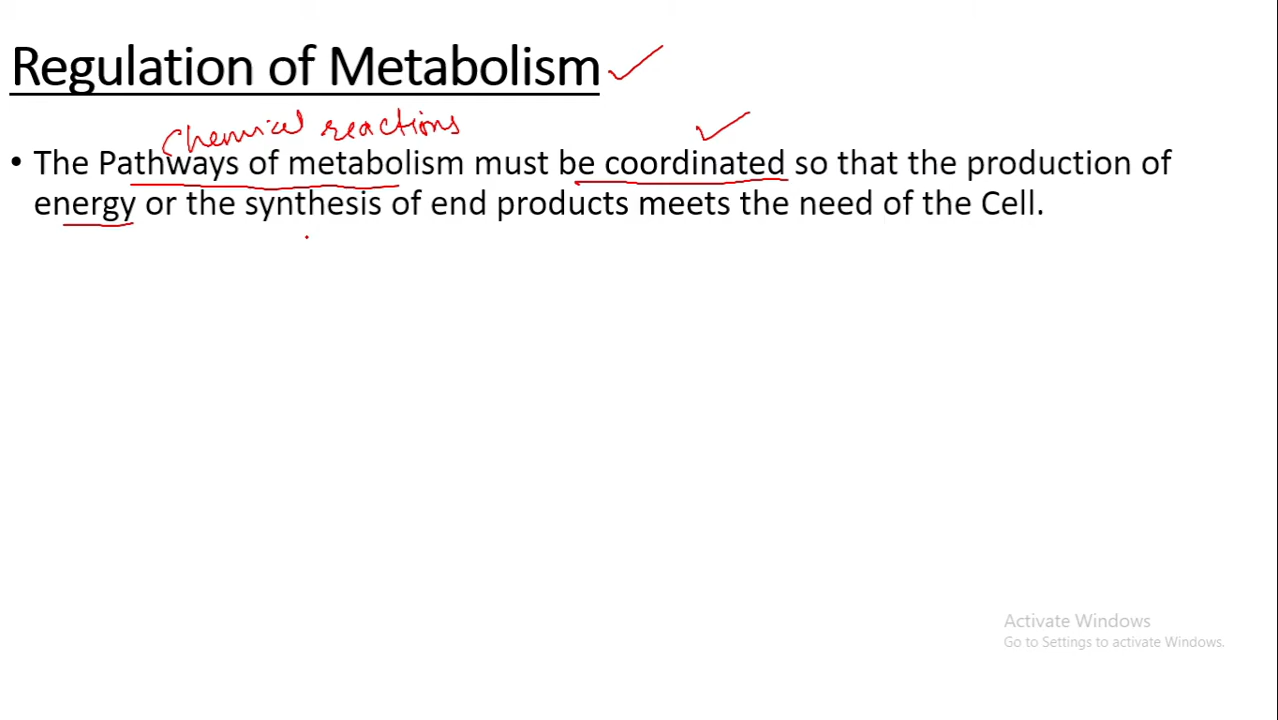 Regulation of Metabolism
Chemical reactions
• The Pathways of metabolism must be coordinated so that the production of
energy or the synthesis of end products meets the need of the Cell.
Activate Windows
Go to Settings to activate Windows.